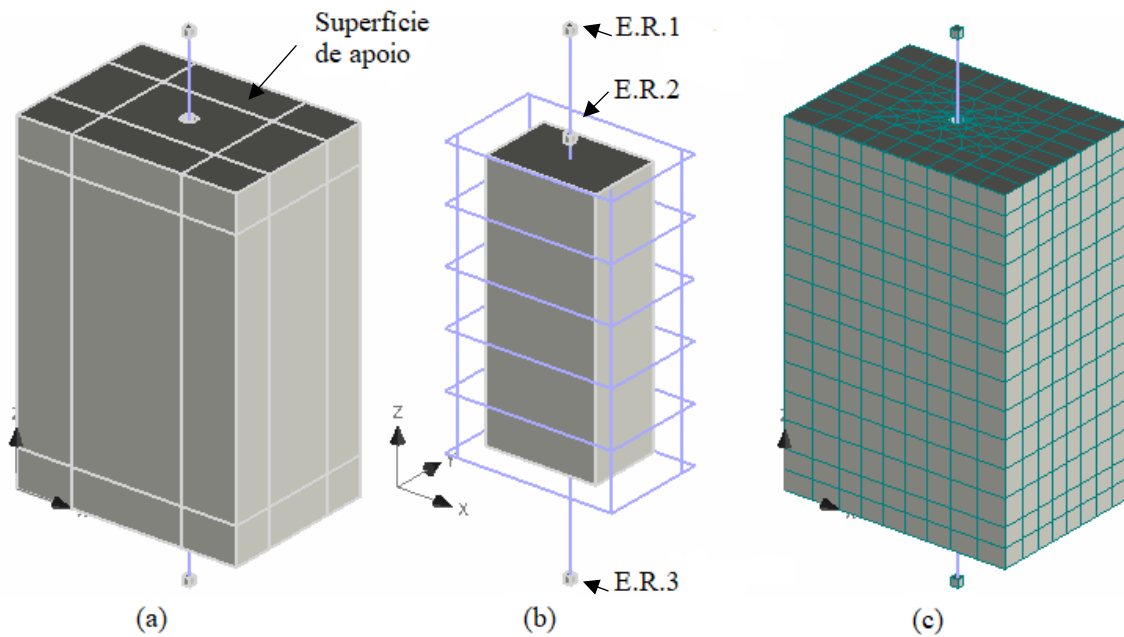 Superfície
de apoio
E.R.1
E.R.2
E.R.3
Z
Y
X
(a)
(b)
(c)